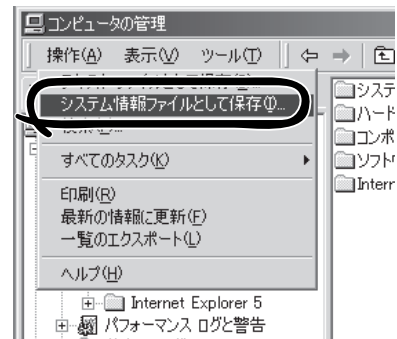 コンピュータの管理
操作(A) 表示(V) ツール(T)
システム情報ファイルとして保存(I)...
すべてのタスク(K)
印刷(R)
最新の情報に更新(F)
一覧のエクスポート(L)
ヘルプ(H)
Internet Explorer 5
パフォーマンス ログと警告
システ
ハード
コンポ
ソフトウ
Intern